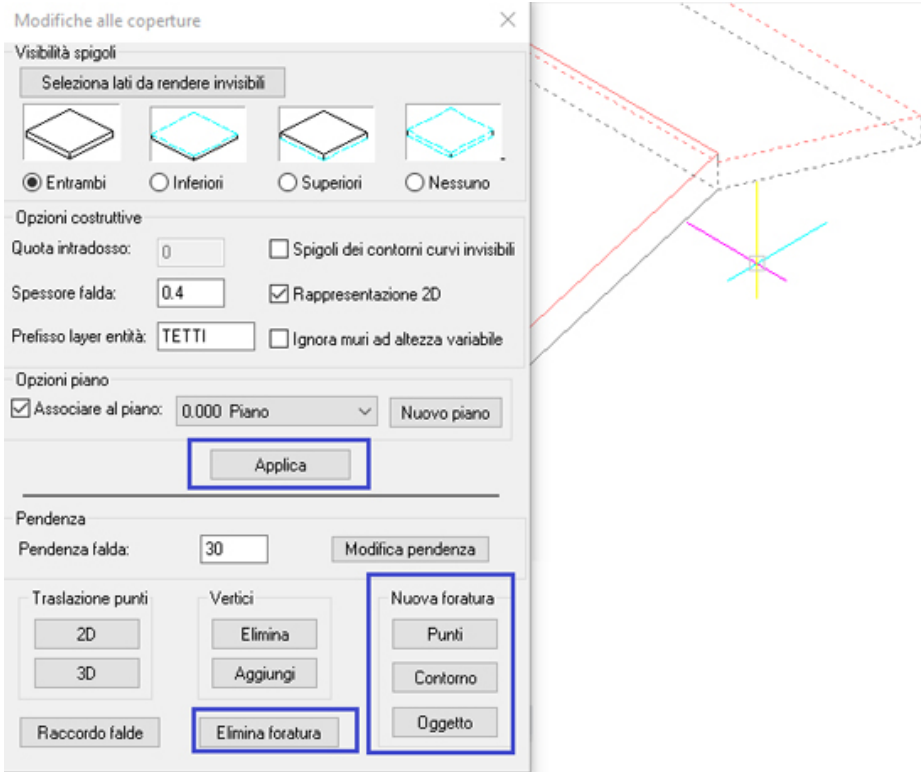 Modifiche alle coperture
Visibilità spigoli
Seleziona lati da rendere invisibili
Entrambi Inferiori Superiori Nessuno
Opzioni costruttive
Quota intradosso: 0 Spigoli dei contorni curvi invisibili
Spessore falda: 0.4 Rappresentazione 2D
Prefisso layer entità: TETTI Ignora muri ad altezza variabile
Opzioni piano
Associare al piano: 0.000 Piano Nuovo piano
Applica
Pendenza
Pendenza falda: 30 Modifica pendenza
Traslazione punti Vertici Nuova foratura
2D Elimina Punti
3D Aggiungi Contorno
Raccordo falde Elimina foratura Oggetto